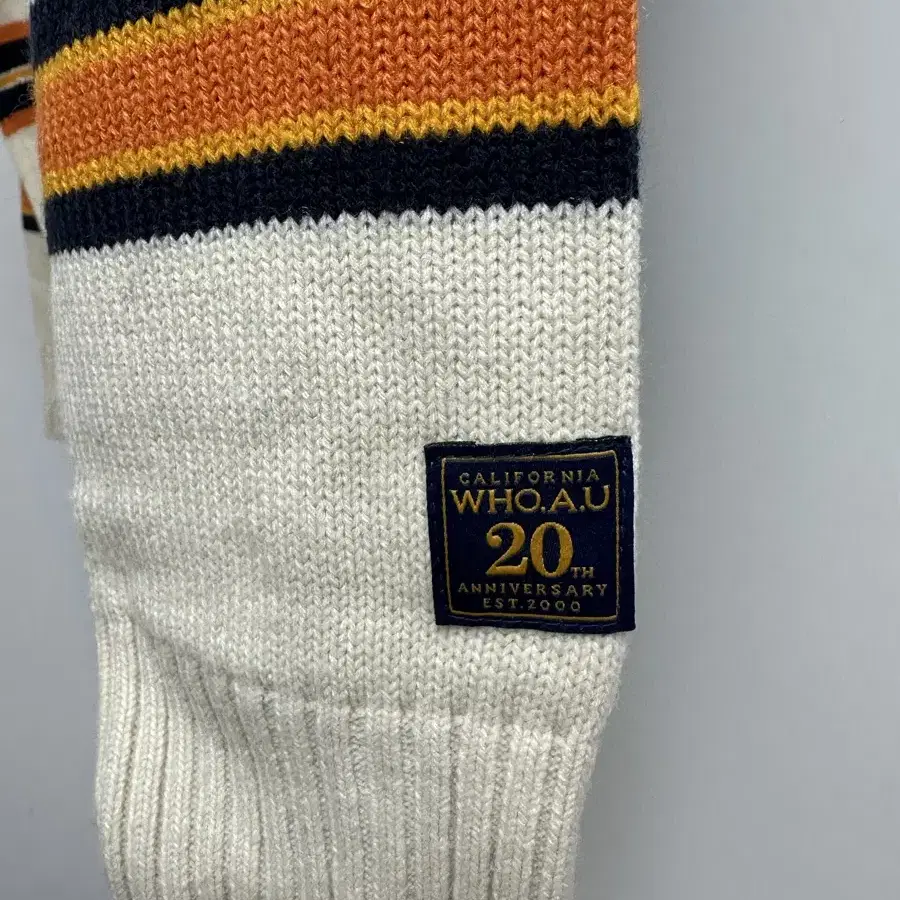 CALIFORNIA
WHO.A.U
20TH
ANNIVERSARY
EST.2000